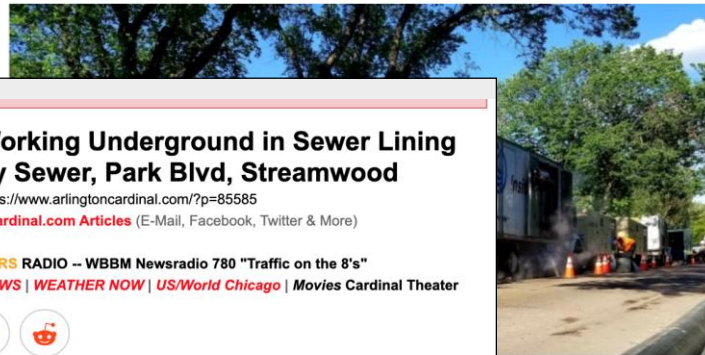 orking Underground in Sewer Lining
y Sewer, Park Blvd, Streamwood
s://www.arlingtoncardinal.com/?p=85585
ardinal.com Articles (E-Mail, Facebook, Twitter & More)
RS RADIO -- WBBM Newsradio 780 "Traffic on the 8's"
WS | WEATHER NOW | US/World Chicago | Movies Cardinal Theater